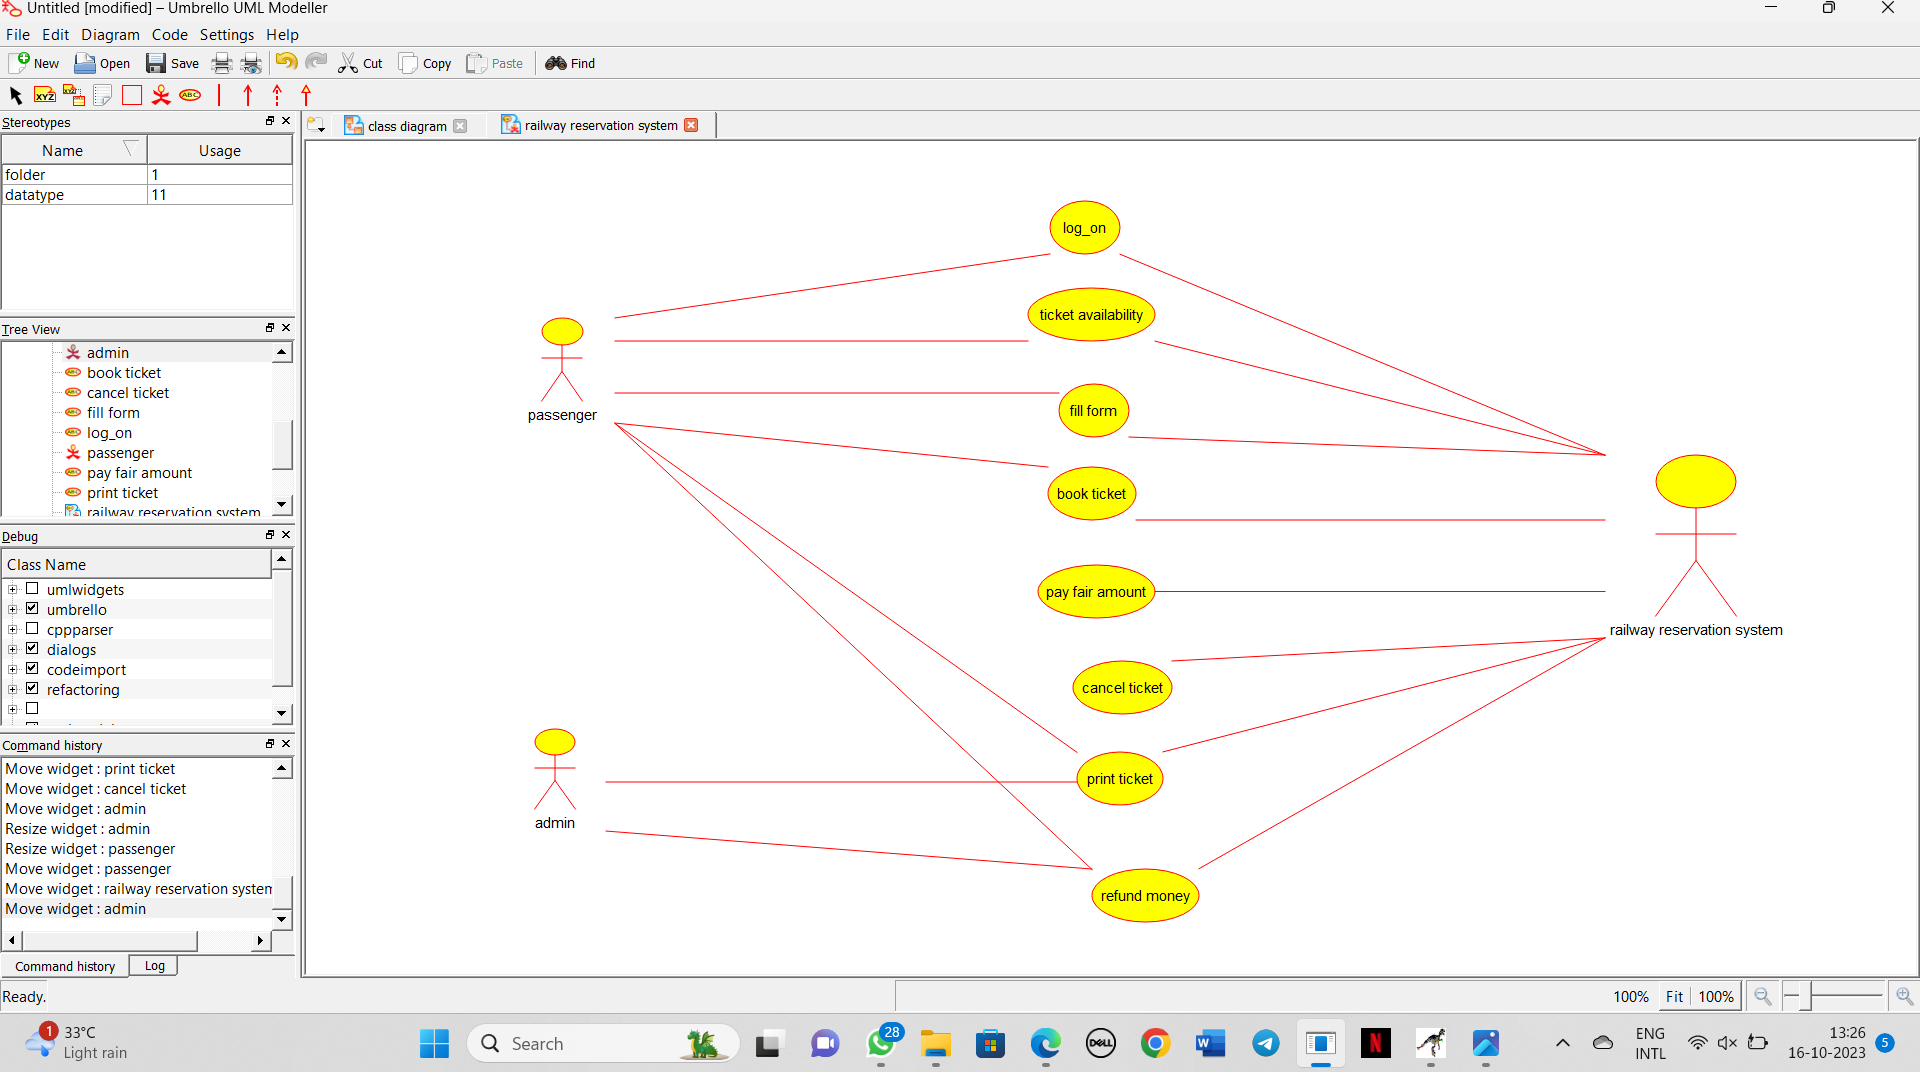 Untitled [modified] – Umbrello UML Modeller
File Edit Diagram Code Settings Help
New Open Save Cut Copy Paste Find
XYZ XYZ ABC
Stereotypes
class diagram railway reservation system
Name Usage
folder 1
datatype 11
Tree View
admin
book ticket
cancel ticket
fill form
log_on
passenger
pay fair amount
print ticket
railway reservation system
Debug
Class Name
umlwidgets
umbrello
cppparser
dialogs
codeimport
refactoring
Command history
Move widget : print ticket
Move widget : cancel ticket
Move widget : admin
Resize widget : admin
Resize widget : passenger
Move widget : passenger
Move widget : railway reservation system
Move widget : admin
Command history Log
log_on
ticket availability
fill form
passenger
book ticket
pay fair amount
railway reservation system
cancel ticket
print ticket
admin
refund money
Ready.
100% Fit 100%
1 33°C
Light rain
Search
28
DELL
W
N
ENG
INTL
13:26
16-10-2023
5